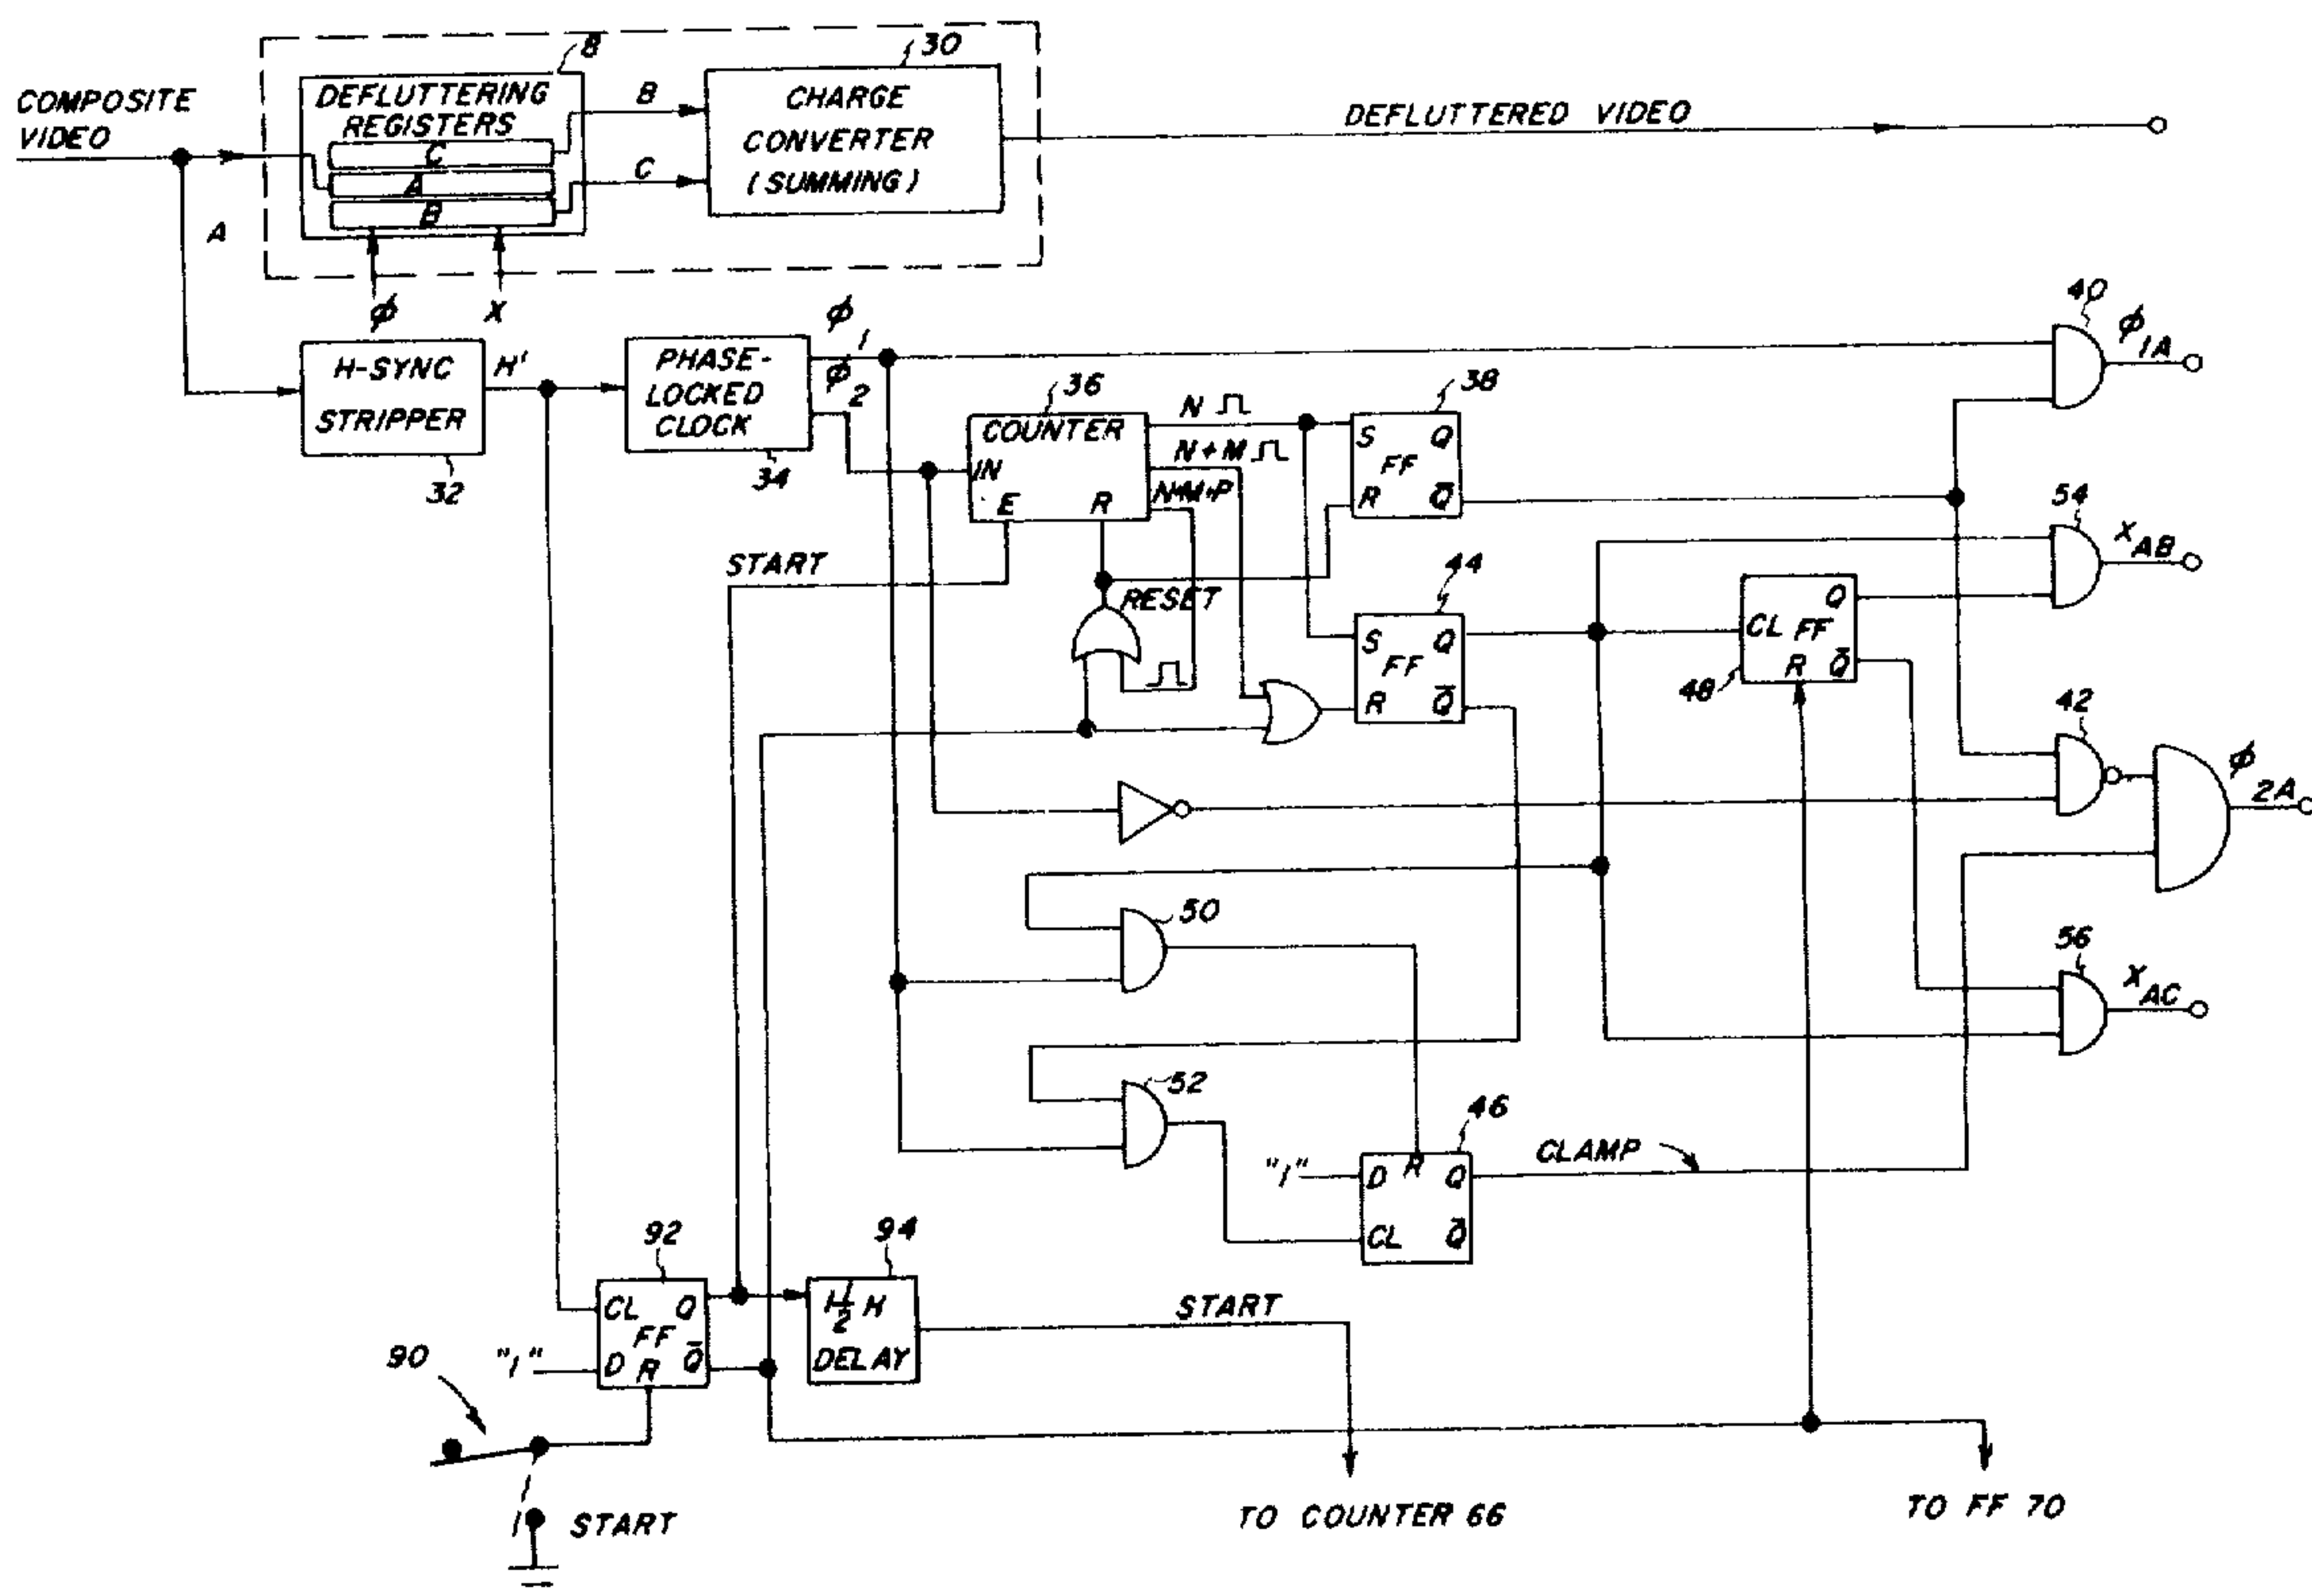 COMPOSITE
VIDEO
A
8
DEFLUTTERING
REGISTERS
C
A
B
B
C
30
CHARGE
CONVERTER
(SUMMING)
DEFLUTTERED VIDEO
ϕ
X
H-SYNC
STRIPPER
32
H'
PHASE-
LOCKED
CLOCK
34
ϕ1
ϕ2
36
COUNTER
IN
E
R
N
N+M
N+M+P
38
S
Q
FF
R
Q̅
40
ϕ1A
54
XAB
START
RESET
44
S
Q
FF
R
Q̅
Q
CL FF
R
Q̅
48
42
ϕ2A
50
56
XAC
52
46
"1"
D
R
Q
CL
Q̅
CLAMP
92
CL
Q
FF
"1"
D
R
Q̅
94
1 1/2 H
DELAY
START
90
START
TO COUNTER 66
TO FF 70